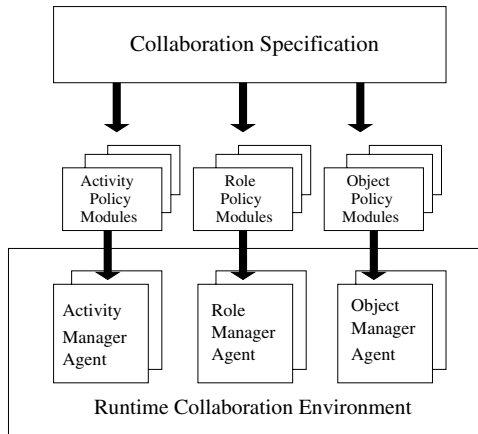 Collaboration Specification
Activity
Policy
Modules
Role
Policy
Modules
Object
Policy
Modules
Activity
Manager
Agent
Role
Manager
Agent
Object
Manager
Agent
Runtime Collaboration Environment